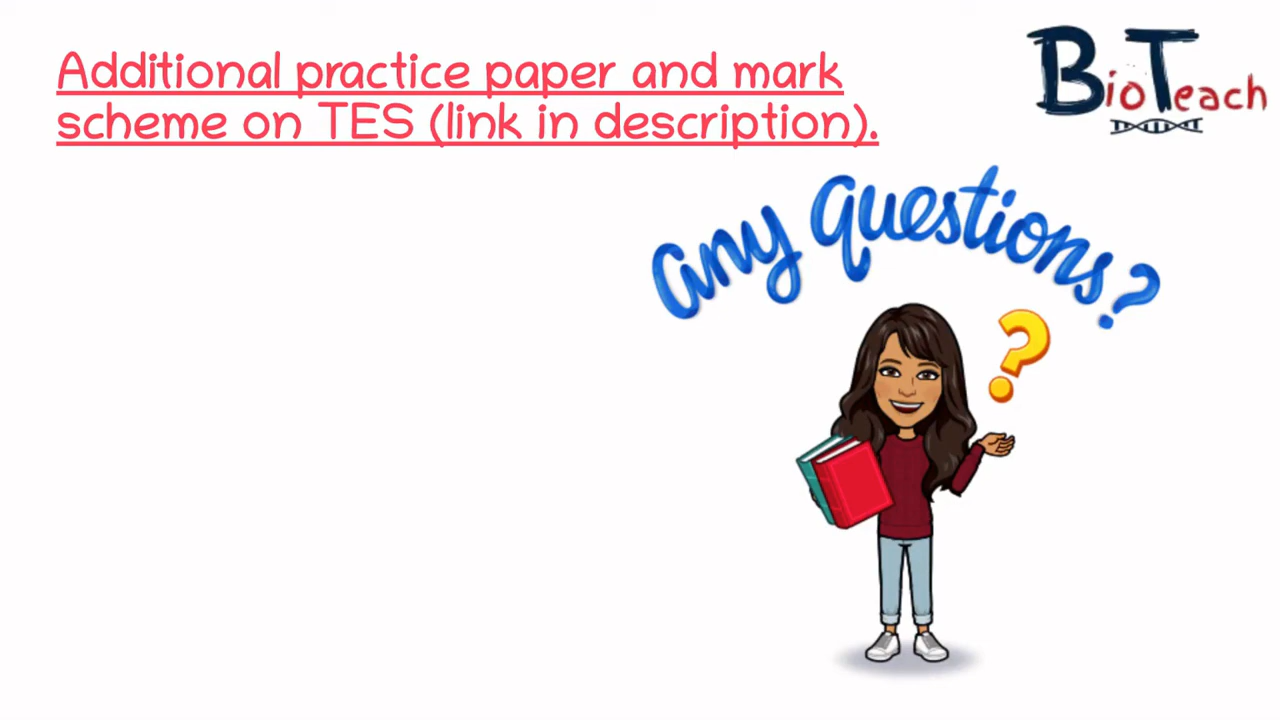 Additional practice paper and mark
scheme on TES (link in description).
BioTeach
any questions?
?